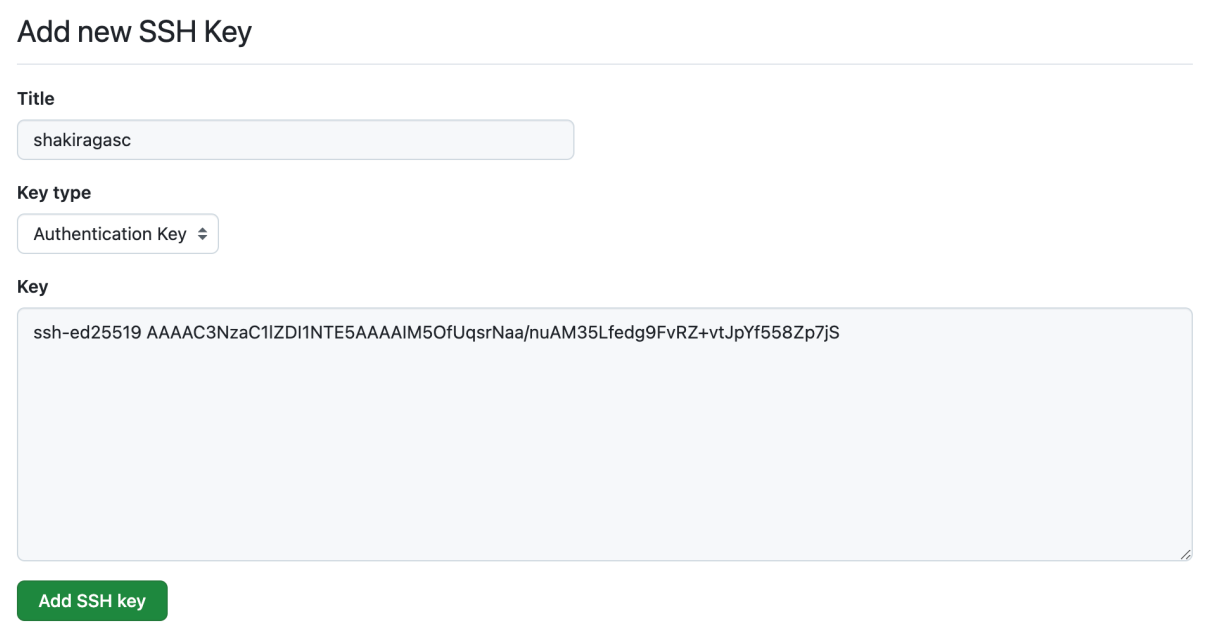 Add new SSH Key
Title
shakiragasc
Key type
Authentication Key
Key
ssh-ed25519 AAAAC3NzaC1lZDI1NTE5AAAAIM5OfUqsrNaa/nuAM35Lfedg9FvRZ+vtJpYf558Zp7jS
Add SSH key